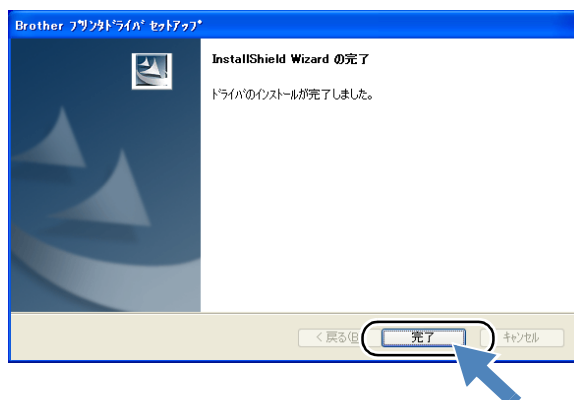 Brother プリンタドライバ セットアップ
InstallShield Wizard の完了
ドライバのインストールが完了しました。
< 戻る(B
完了
キャンセル